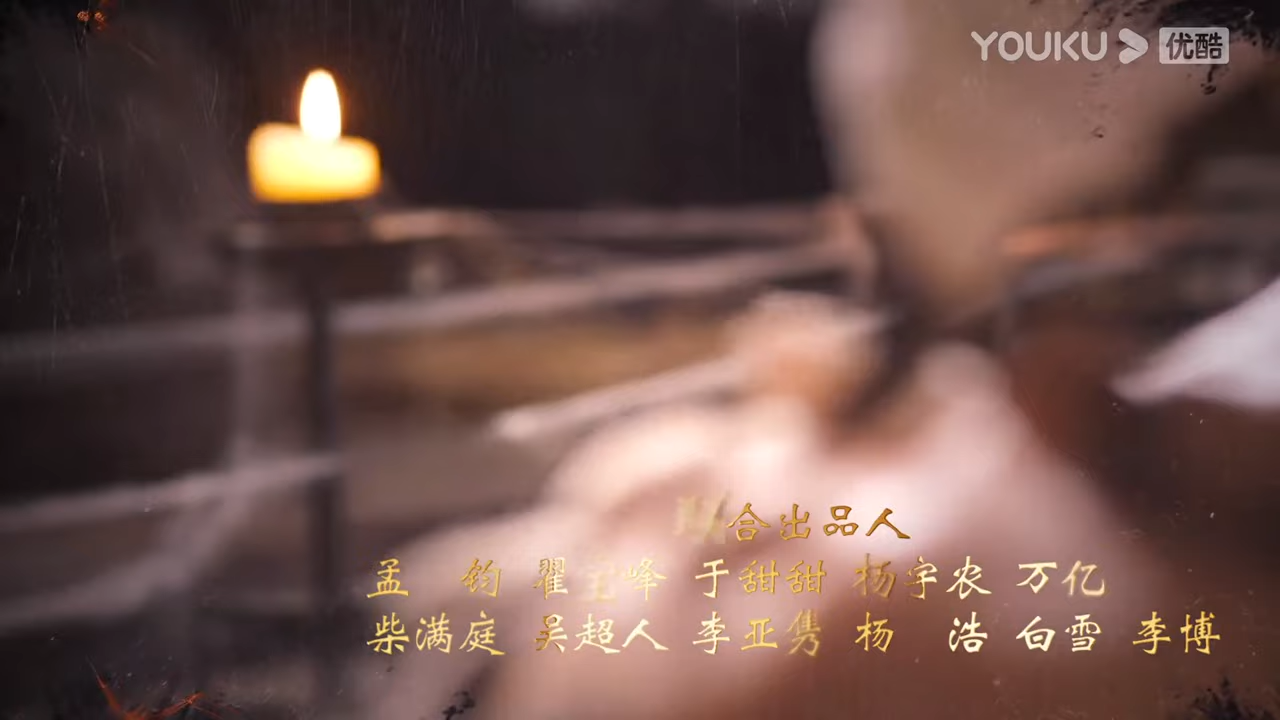 YOUKU 优酷
合出品人
孟 钧 翟 峰 于甜甜 杨宇农 万亿
柴满庭 吴超人 李亚隽 杨 浩 白雪 李博